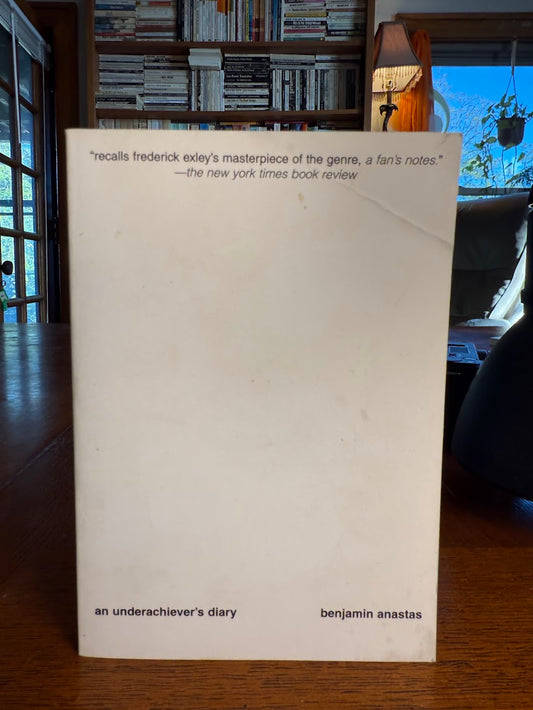 "recalls frederick exley's masterpiece of the genre, a fan's notes."
—the new york times book review
an underachiever's diary benjamin anastas